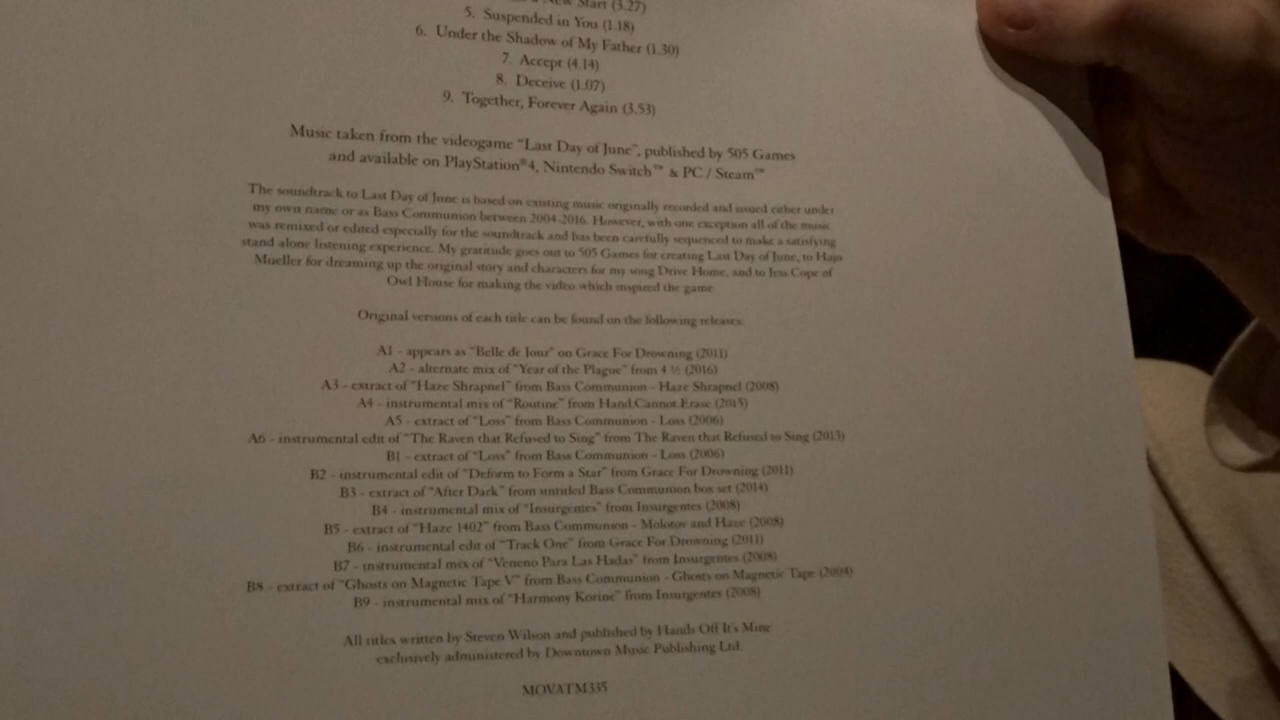 New Start (3.27)
5. Suspended in You (1.18)
6. Under the Shadow of My Father (1.30)
7. Accept (4.14)
8. Deceive (1.07)
9. Together, Forever Again (3.53)
Music taken from the videogame "Last Day of June", published by 505 Games
and available on PlayStation®4, Nintendo Switch™ & PC / Steam™
The soundtrack to Last Day of June is based on existing music originally recorded and issued either under
my own name or as Bass Communion between 2004-2016. However, with one exception all of the music
was remixed or edited especially for the soundtrack and has been carefully sequenced to make a satisfying
stand alone listening experience. My gratitude goes out to 505 Games for creating Last Day of June, to Hajo
Mueller for dreaming up the original story and characters for my song Drive Home, and to Jess Cope of
Owl House for making the video which inspired the game
Original versions of each title can be found on the following releases:
A1 - appears as "Belle de Jour" on Grace For Drowning (2011)
A2 - alternate mix of "Year of the Plague" from 4 ½ (2016)
A3 - extract of "Haze Shrapnel" from Bass Communion - Haze Shrapnel (2008)
A4 - instrumental mix of "Routine" from Hand.Cannot.Erase (2015)
A5 - extract of "Loss" from Bass Communion - Loss (2006)
A6 - instrumental edit of "The Raven that Refused to Sing" from The Raven that Refused to Sing (2013)
B1 - extract of "Loss" from Bass Communion - Loss (2006)
B2 - instrumental edit of "Deform to Form a Star" from Grace For Drowning (2011)
B3 - extract of "After Dark" from untitled Bass Communion box set (2014)
B4 - instrumental mix of "Insurgentes" from Insurgentes (2008)
B5 - extract of "Haze 1402" from Bass Communion - Molotov and Haze (2008)
B6 - instrumental edit of "Track One" from Grace For Drowning (2011)
B7 - instrumental mix of "Veneno Para Las Hadas" from Insurgentes (2008)
B8 - extract of "Ghosts on Magnetic Tape V" from Bass Communion - Ghosts on Magnetic Tape (2004)
B9 - instrumental mix of "Harmony Korine" from Insurgentes (2008)
All titles written by Steven Wilson and published by Hands Off It's Mine
exclusively administered by Downtown Music Publishing Ltd.
MOVATM335